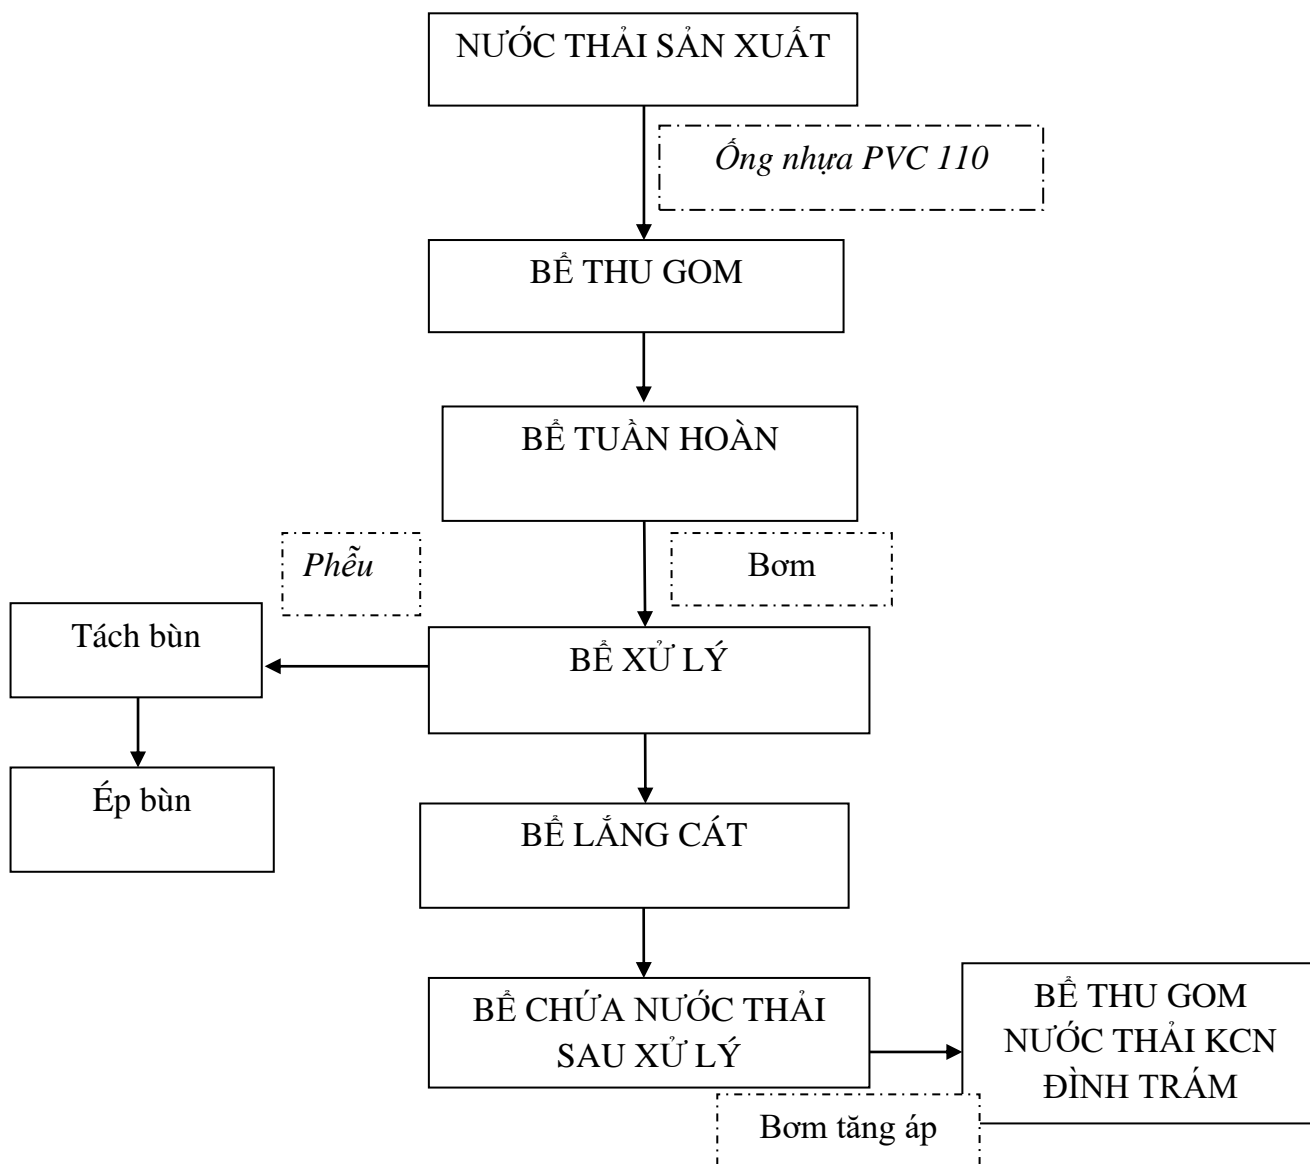 NƯỚC THẢI SẢN XUẤT
Ống nhựa PVC 110
BỂ THU GOM
BỂ TUẦN HOÀN
Phễu
Bơm
Tách bùn
BỂ XỬ LÝ
Ép bùn
BỂ LẮNG CÁT
BỂ CHỨA NƯỚC THẢI
SAU XỬ LÝ
BỂ THU GOM
NƯỚC THẢI KCN
ĐÌNH TRÁM
Bơm tăng áp